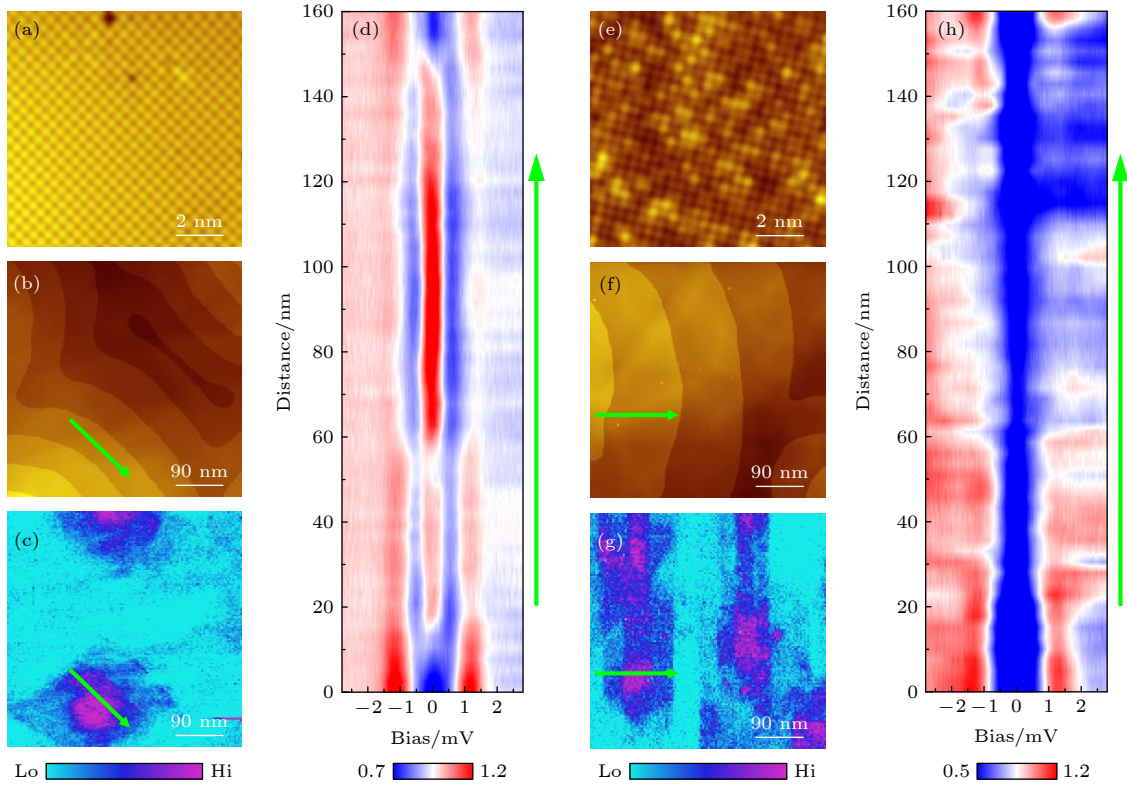 (a)
2 nm
(b)
90 nm
(c)
90 nm
Lo Hi
(d)
160
140
120
100
80
60
40
20
0
Distance/nm
−2 −1 0 1 2
Bias/mV
0.7 1.2
(e)
2 nm
(f)
90 nm
(g)
90 nm
Lo Hi
(h)
160
140
120
100
80
60
40
20
0
Distance/nm
−2 −1 0 1 2
Bias/mV
0.5 1.2